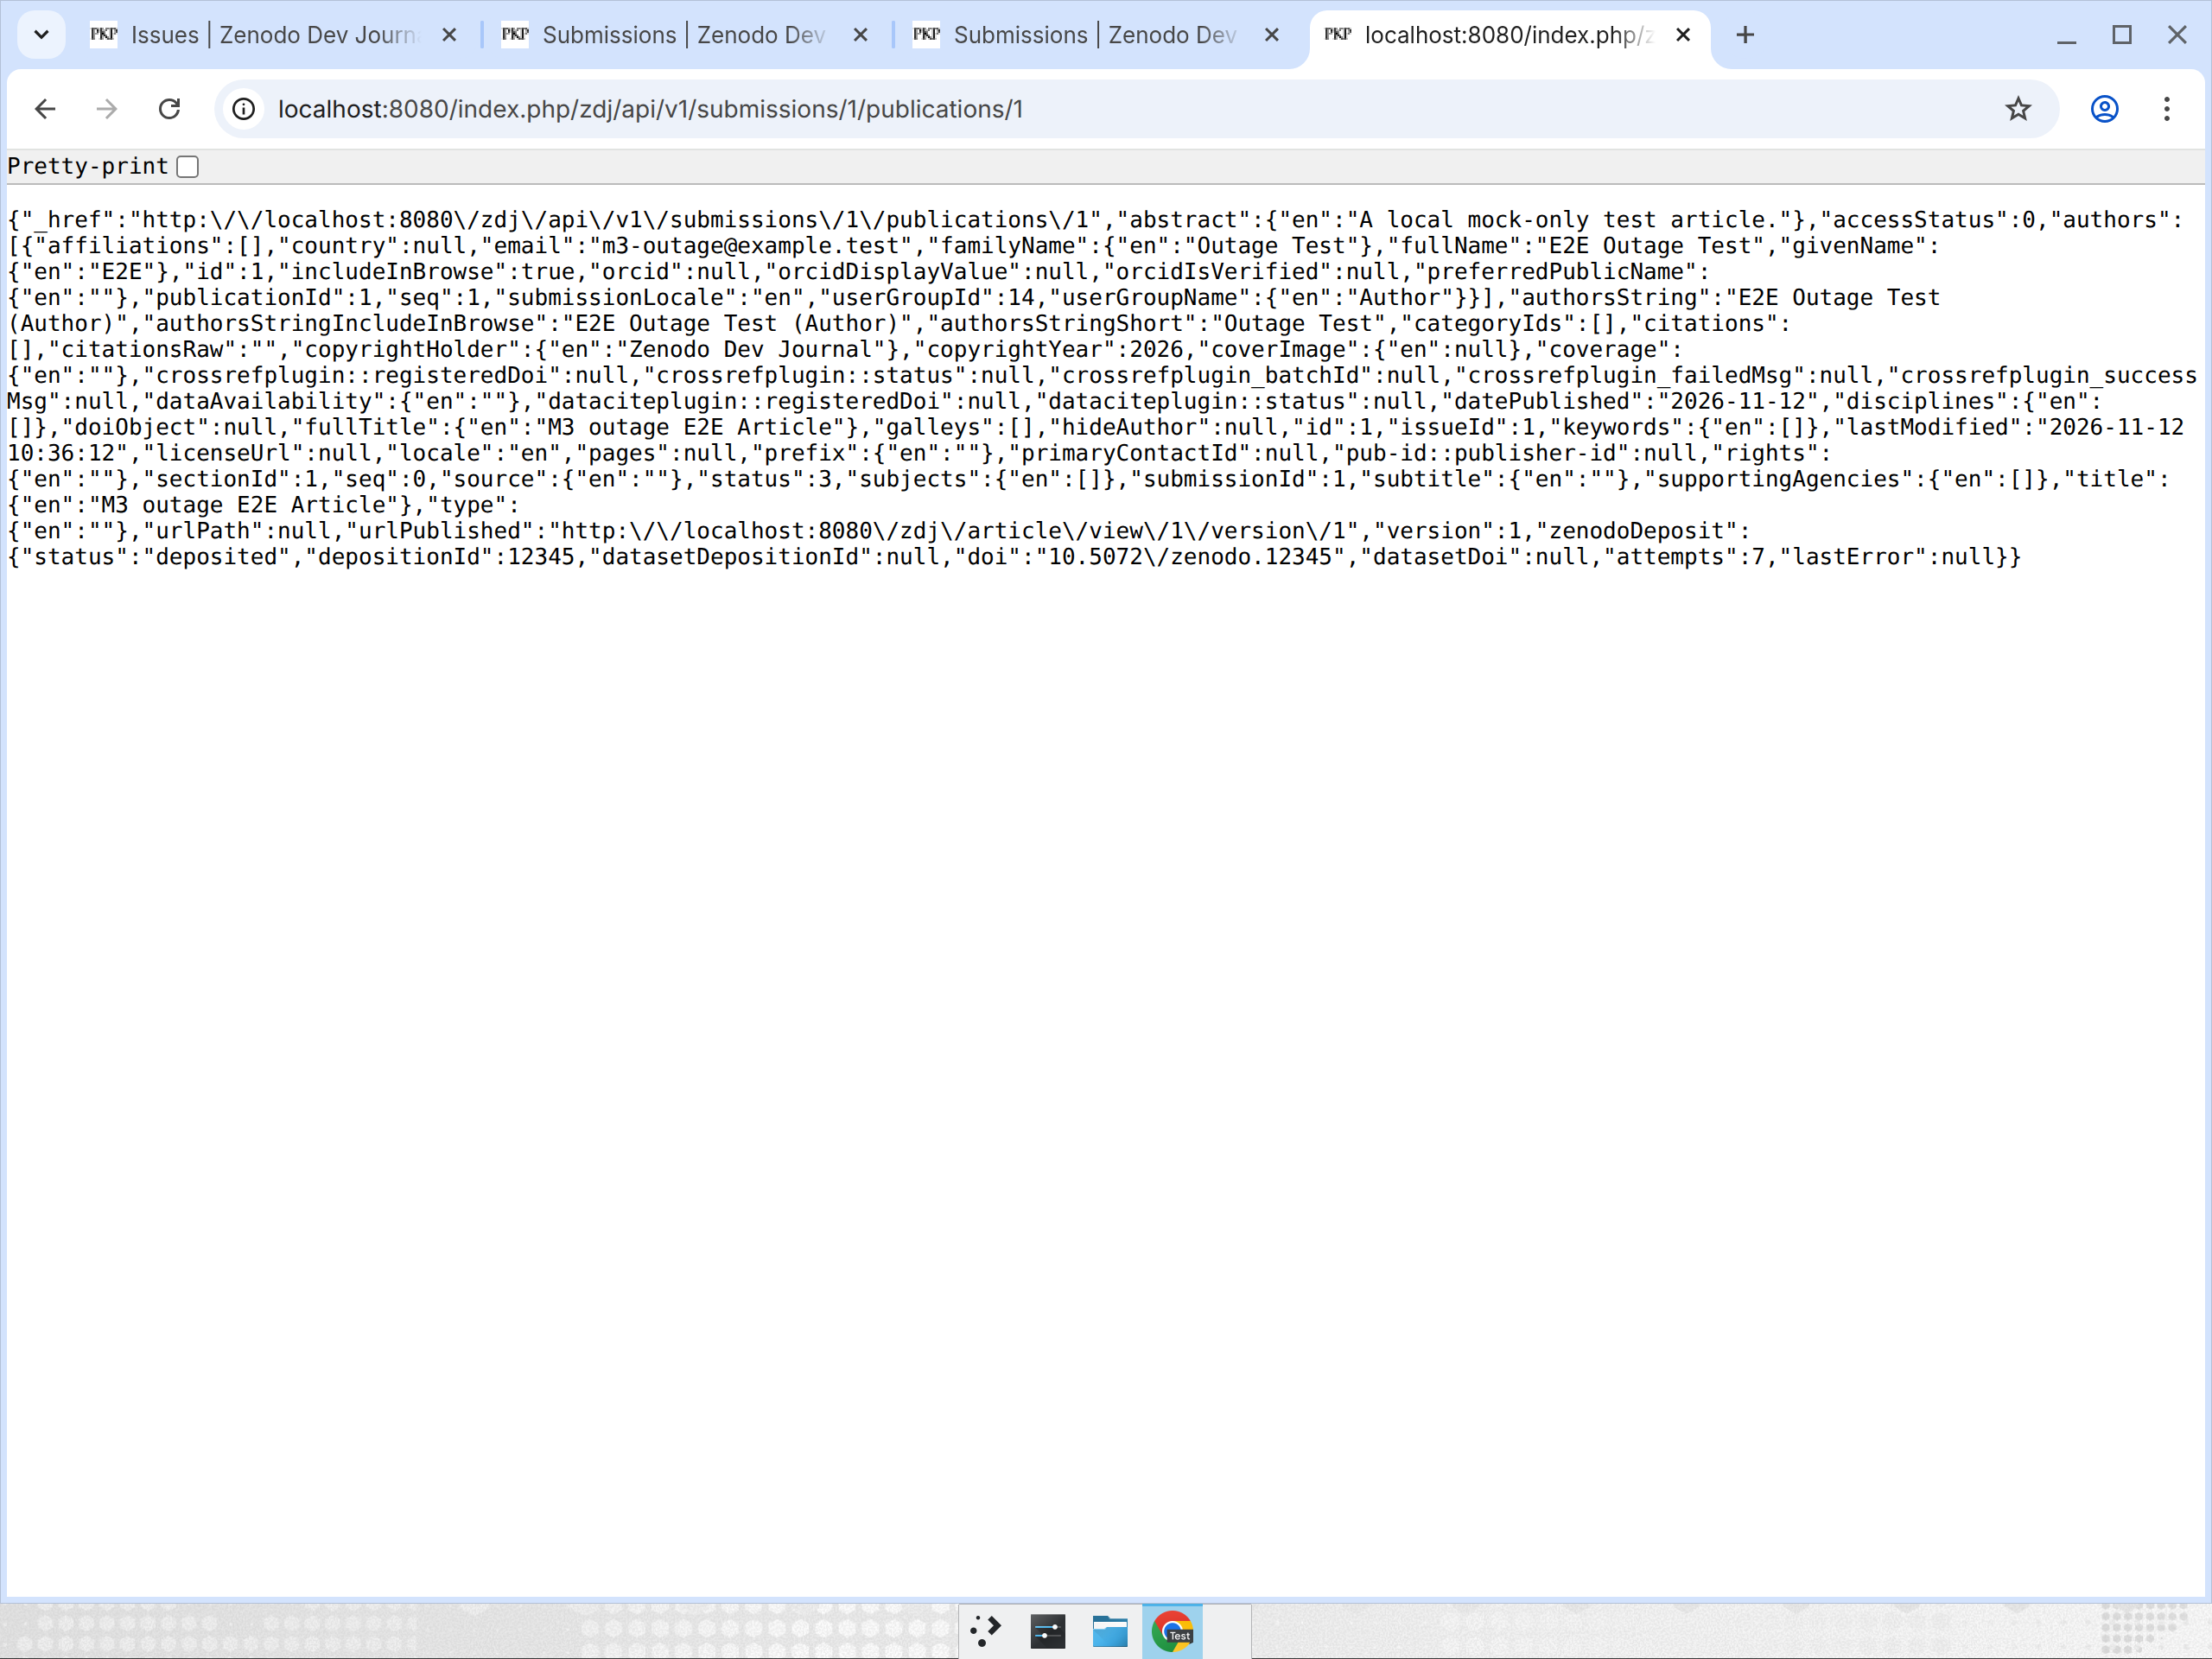 PKP Issues | Zenodo Dev Journ
PKP Submissions | Zenodo Dev
PKP Submissions | Zenodo Dev
PKP localhost:8080/index.php/z
localhost:8080/index.php/zdj/api/v1/submissions/1/publications/1
Pretty-print
{"_href":"http:\/\/localhost:8080\/zdj\/api\/v1\/submissions\/1\/publications\/1","abstract":{"en":"A local mock-only test article."},"accessStatus":0,"authors":
[{"affiliations":[],"country":null,"email":"m3-outage@example.test","familyName":{"en":"Outage Test"},"fullName":"E2E Outage Test","givenName":
{"en":"E2E"},"id":1,"includeInBrowse":true,"orcid":null,"orcidDisplayValue":null,"orcidIsVerified":null,"preferredPublicName":
{"en":""},"publicationId":1,"seq":1,"submissionLocale":"en","userGroupId":14,"userGroupName":{"en":"Author"}}],"authorsString":"E2E Outage Test
(Author)","authorsStringIncludeInBrowse":"E2E Outage Test (Author)","authorsStringShort":"Outage Test","categoryIds":[],"citations":
[],"citationsRaw":"","copyrightHolder":{"en":"Zenodo Dev Journal"},"copyrightYear":2026,"coverImage":{"en":null},"coverage":
{"en":""},"crossrefplugin::registeredDoi":null,"crossrefplugin::status":null,"crossrefplugin_batchId":null,"crossrefplugin_failedMsg":null,"crossrefplugin_success
Msg":null,"dataAvailability":{"en":""},"dataciteplugin::registeredDoi":null,"dataciteplugin::status":null,"datePublished":"2026-11-12","disciplines":{"en":
[]},"doiObject":null,"fullTitle":{"en":"M3 outage E2E Article"},"galleys":[],"hideAuthor":null,"id":1,"issueId":1,"keywords":{"en":[]},"lastModified":"2026-11-12
10:36:12","licenseUrl":null,"locale":"en","pages":null,"prefix":{"en":""},"primaryContactId":null,"pub-id::publisher-id":null,"rights":
{"en":""},"sectionId":1,"seq":0,"source":{"en":""},"status":3,"subjects":{"en":[]},"submissionId":1,"subtitle":{"en":""},"supportingAgencies":{"en":[]},"title":
{"en":"M3 outage E2E Article"},"type":
{"en":""},"urlPath":null,"urlPublished":"http:\/\/localhost:8080\/zdj\/article\/view\/1\/version\/1","version":1,"zenodoDeposit":
{"status":"deposited","depositionId":12345,"datasetDepositionId":null,"doi":"10.5072\/zenodo.12345","datasetDoi":null,"attempts":7,"lastError":null}}
Test